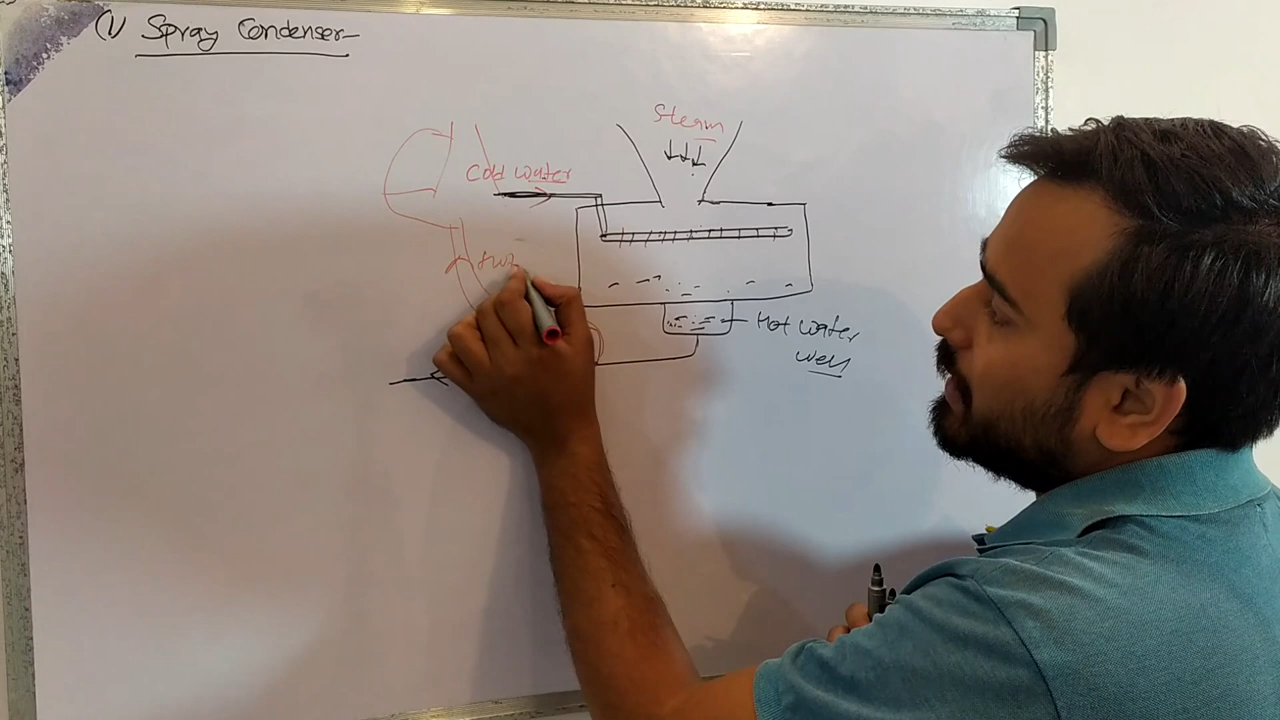 (1) Spray Condenser
Steam
Cold water
Hot water
well